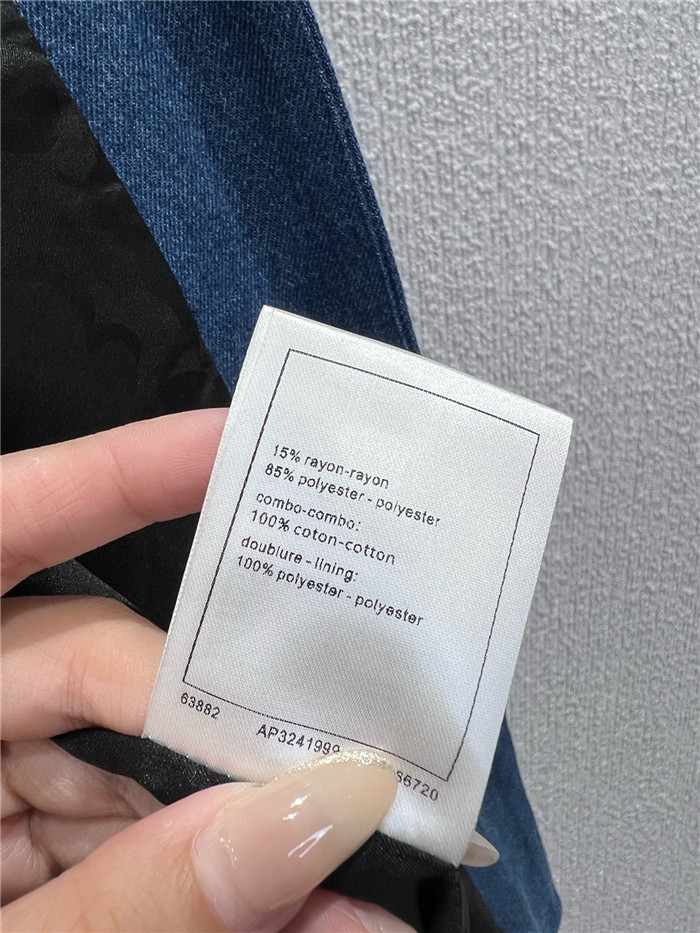 15% rayon-rayon
85% polyester - polyester
combo-combo:
100% coton-cotton
doublure - lining:
100% polyester - polyester
63882 AP3241999